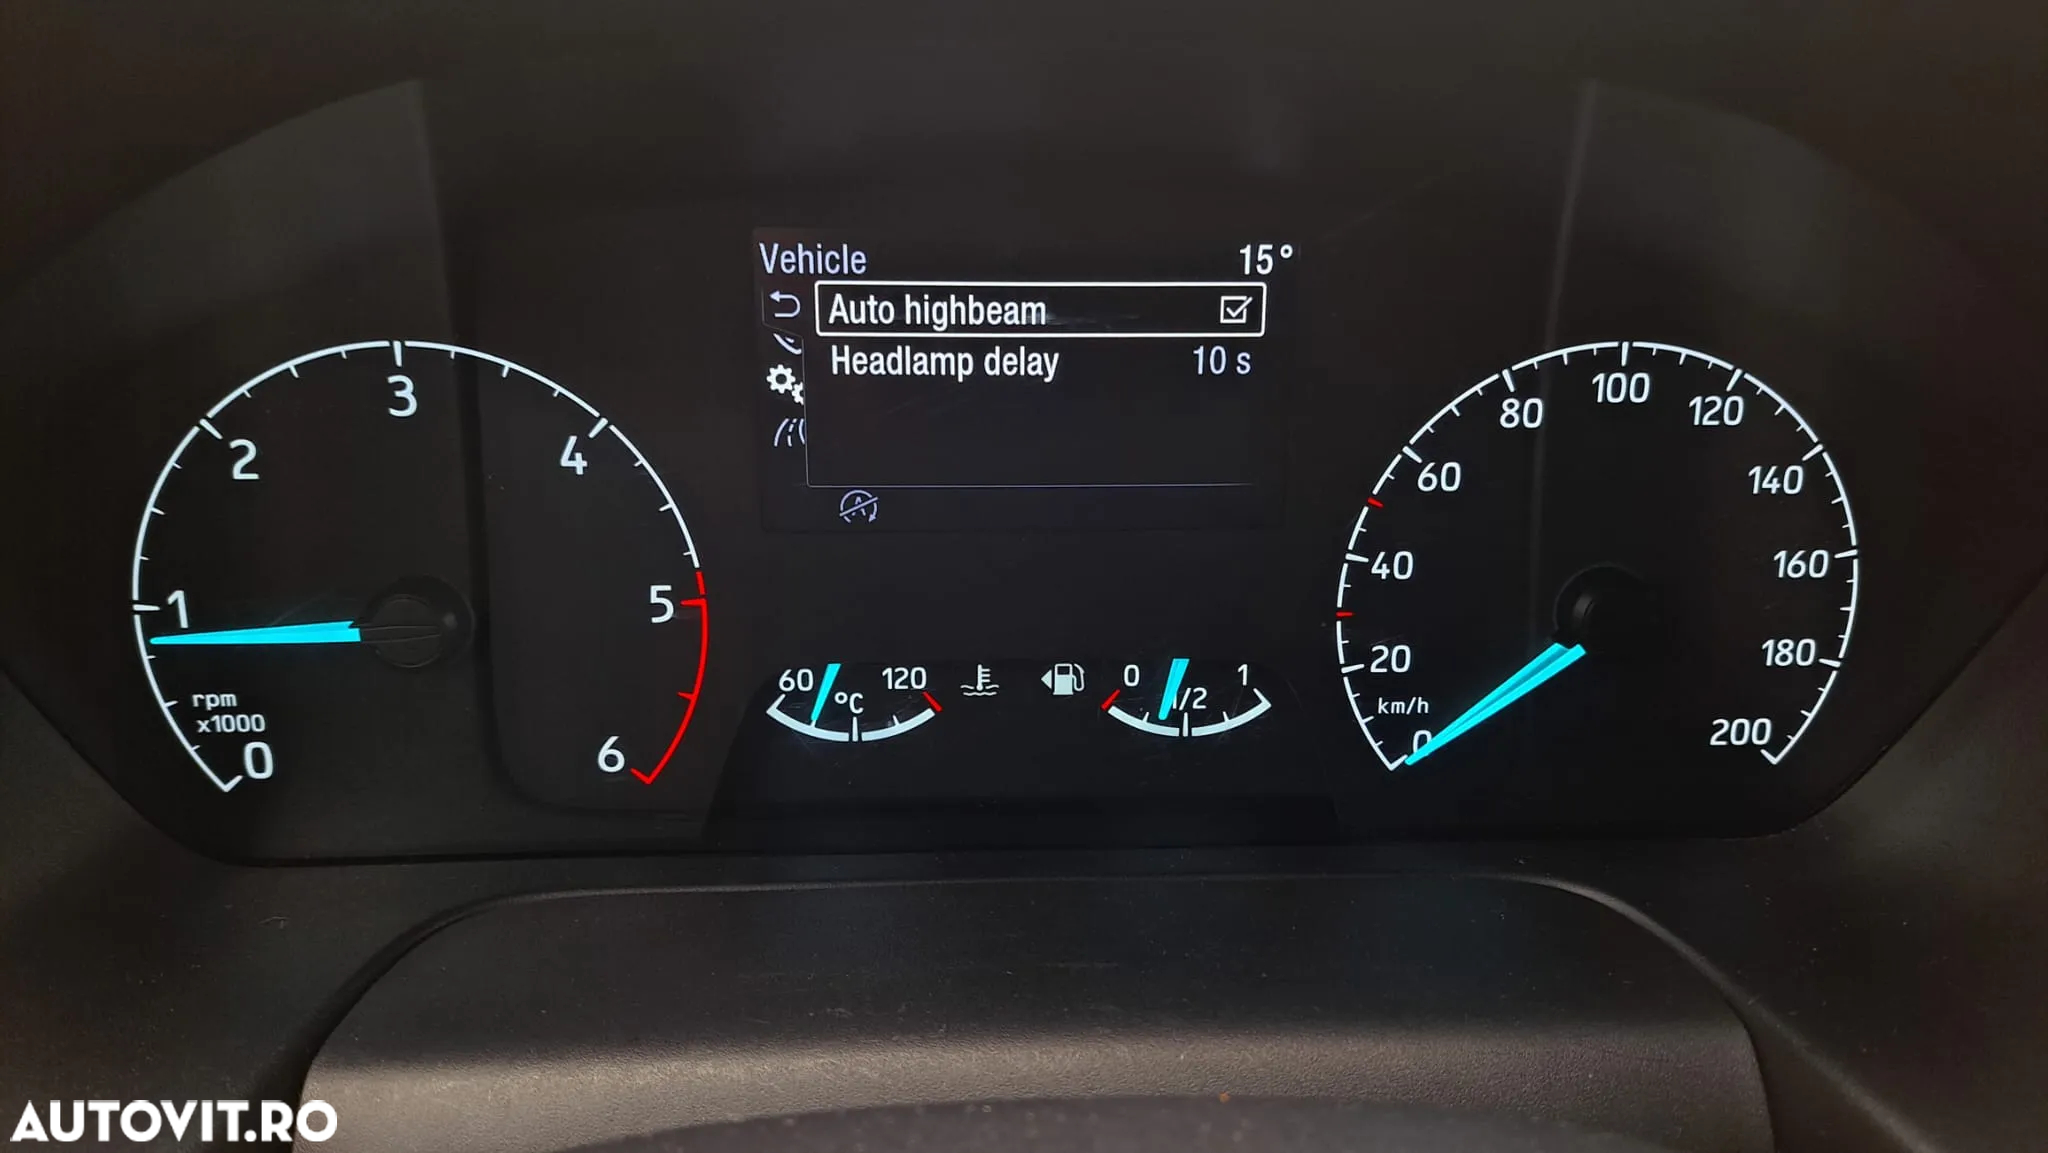 Vehicle 15°
Auto highbeam
Headlamp delay 10 s
0 1 2 3 4 5 6
rpm
x1000
60 °C 120
0 1/2 1
0 20 40 60 80 100 120 140 160 180 200
km/h
AUTOVIT.RO